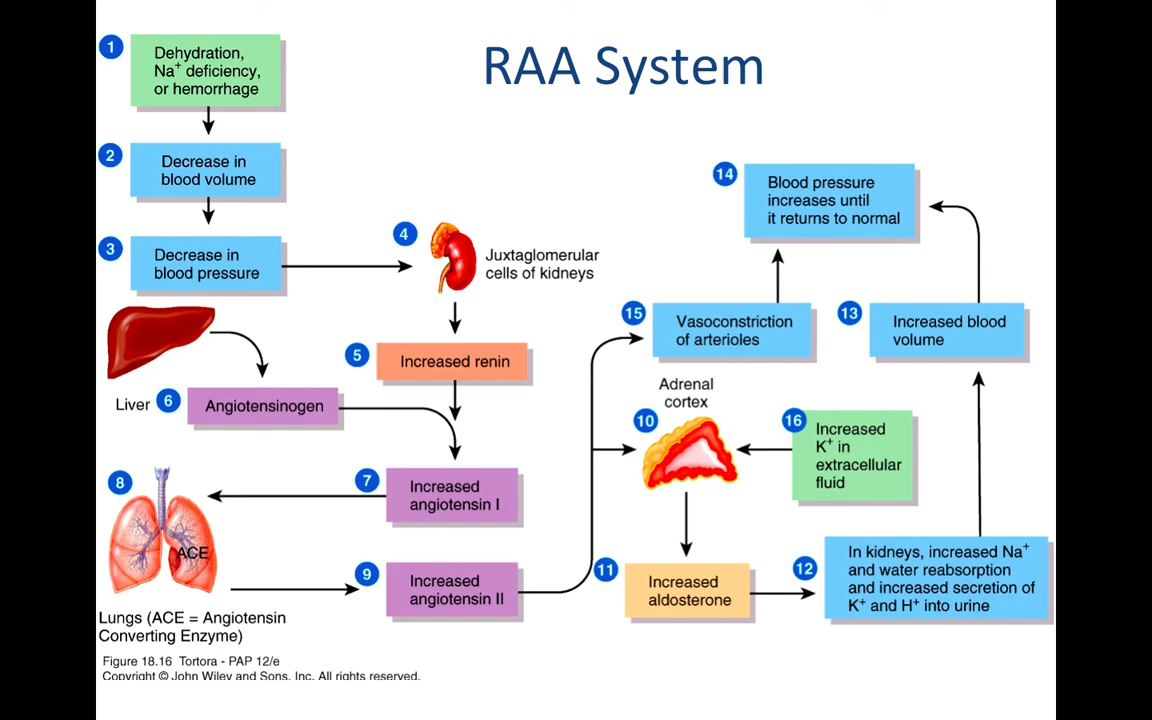 RAA System
1
Dehydration,
Na⁺ deficiency,
or hemorrhage
2
Decrease in
blood volume
3
Decrease in
blood pressure
4
Juxtaglomerular
cells of kidneys
5
Increased renin
Liver
6
Angiotensinogen
7
Increased
angiotensin I
8
ACE
Lungs (ACE = Angiotensin
Converting Enzyme)
9
Increased
angiotensin II
10
Adrenal
cortex
11
Increased
aldosterone
12
In kidneys, increased Na⁺
and water reabsorption
and increased secretion of
K⁺ and H⁺ into urine
13
Increased blood
volume
14
Blood pressure
increases until
it returns to normal
15
Vasoconstriction
of arterioles
16
Increased
K⁺ in
extracellular
fluid
Figure 18.16 Tortora - PAP 12/e
Copyright © John Wiley and Sons, Inc. All rights reserved.